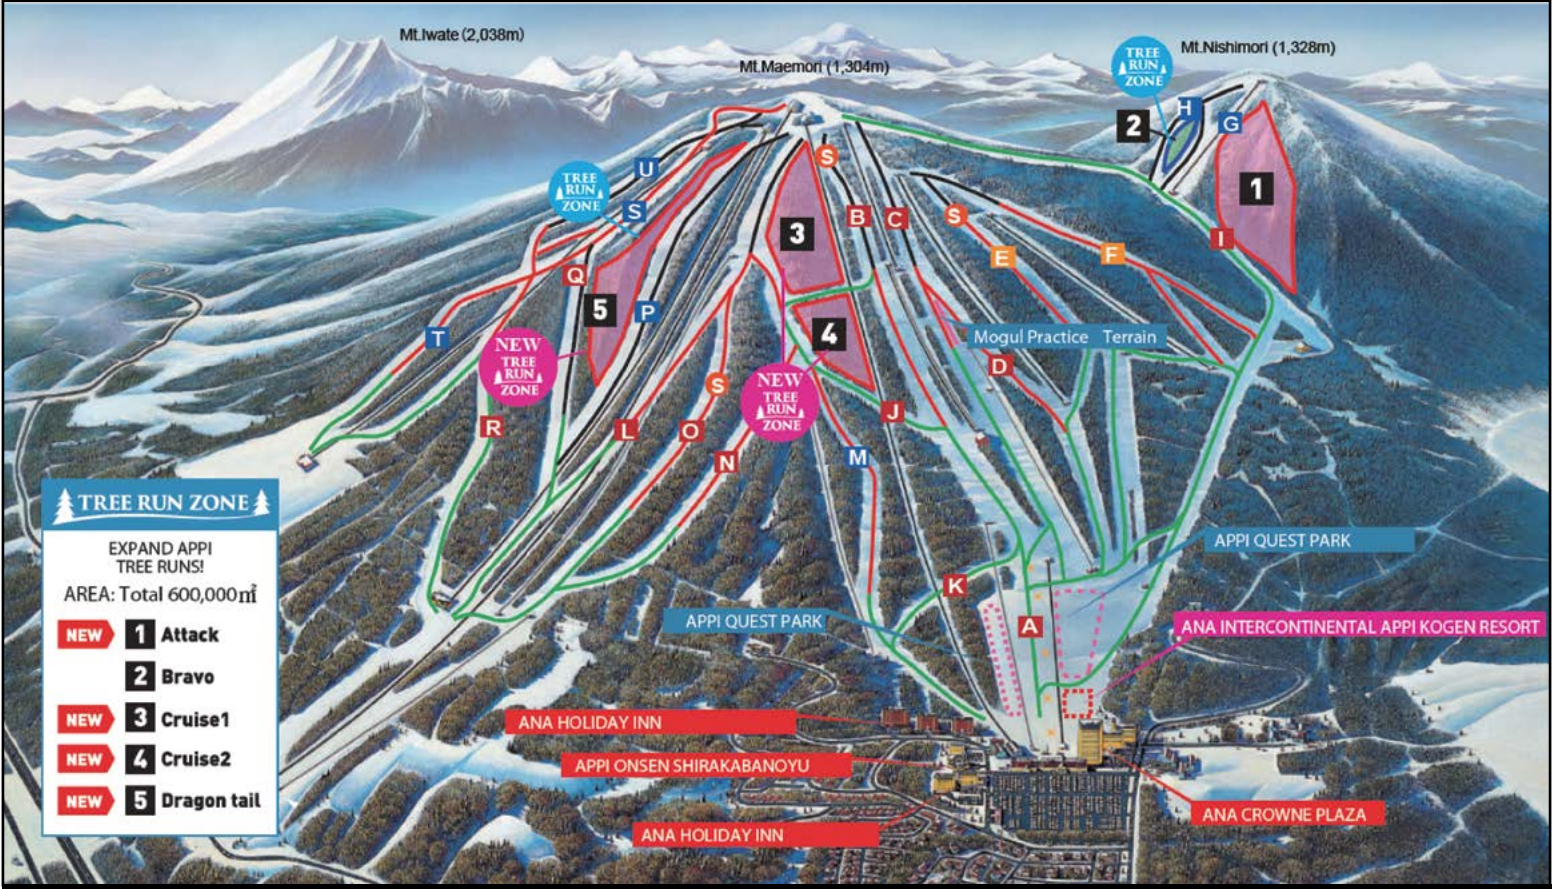 Mt.Iwate (2,038m)
Mt.Maemori (1,304m)
Mt.Nishimori (1,328m)
TREE
RUN
ZONE
H
G
2
1
S
U
TREE
RUN
ZONE
S
B
C
S
3
I
E
F
Q
5
P
T
4
Mogul Practice Terrain
NEW
TREE
RUN
ZONE
D
NEW
TREE
RUN
ZONE
S
J
R
L
O
N
M
TREE RUN ZONE
EXPAND APPI
TREE RUNS!
AREA: Total 600,000㎡
NEW 1 Attack
2 Bravo
NEW 3 Cruise1
NEW 4 Cruise2
NEW 5 Dragon tail
APPI QUEST PARK
K
APPI QUEST PARK
A
ANA INTERCONTINENTAL APPI KOGEN RESORT
ANA HOLIDAY INN
APPI ONSEN SHIRAKABANOYU
ANA HOLIDAY INN
ANA CROWNE PLAZA